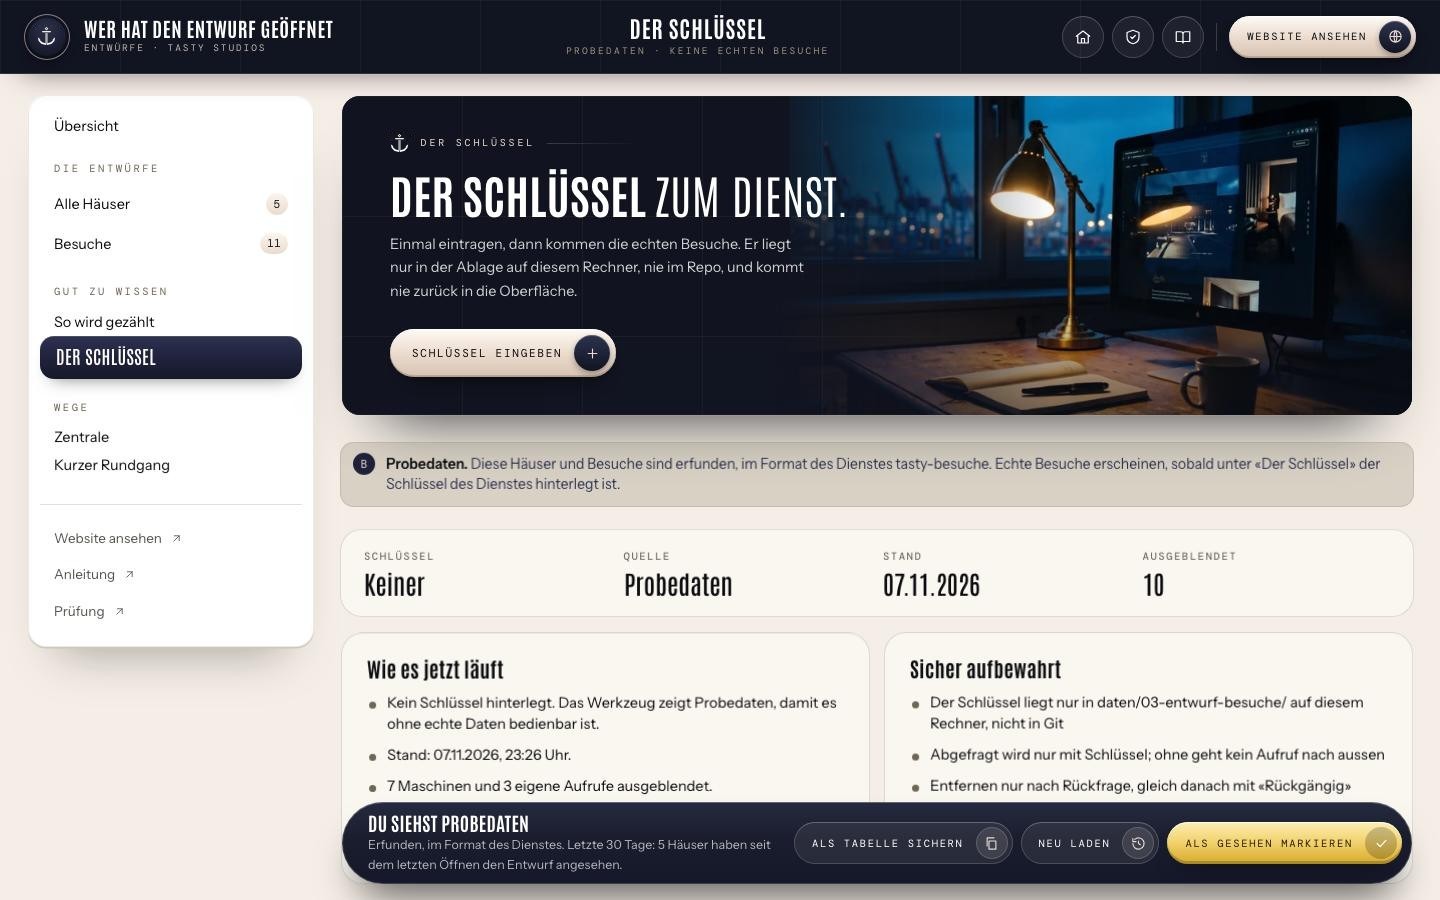 WER HAT DEN ENTWURF GEÖFFNET
ENTWÜRFE · TASTY STUDIOS
DER SCHLÜSSEL
PROBEDATEN · KEINE ECHTEN BESUCHE
WEBSITE ANSEHEN
Übersicht
DIE ENTWÜRFE
Alle Häuser 5
Besuche 11
GUT ZU WISSEN
So wird gezählt
DER SCHLÜSSEL
WEGE
Zentrale
Kurzer Rundgang
Website ansehen
Anleitung
Prüfung
DER SCHLÜSSEL
DER SCHLÜSSEL ZUM DIENST.
Einmal eintragen, dann kommen die echten Besuche. Er liegt
nur in der Ablage auf diesem Rechner, nie im Repo, und kommt
nie zurück in die Oberfläche.
SCHLÜSSEL EINGEBEN
B
Probedaten. Diese Häuser und Besuche sind erfunden, im Format des Dienstes tasty-besuche. Echte Besuche erscheinen, sobald unter «Der Schlüssel» der
Schlüssel des Dienstes hinterlegt ist.
SCHLÜSSEL QUELLE STAND AUSGEBLENDET
Keiner Probedaten 07.11.2026 10
Wie es jetzt läuft
Kein Schlüssel hinterlegt. Das Werkzeug zeigt Probedaten, damit es
ohne echte Daten bedienbar ist.
Stand: 07.11.2026, 23:26 Uhr.
7 Maschinen und 3 eigene Aufrufe ausgeblendet.
Sicher aufbewahrt
Der Schlüssel liegt nur in daten/03-entwurf-besuche/ auf diesem
Rechner, nicht in Git
Abgefragt wird nur mit Schlüssel; ohne geht kein Aufruf nach aussen
Entfernen nur nach Rückfrage, gleich danach mit «Rückgängig»
DU SIEHST PROBEDATEN
Erfunden, im Format des Dienstes. Letzte 30 Tage: 5 Häuser haben seit
dem letzten Öffnen den Entwurf angesehen.
ALS TABELLE SICHERN
NEU LADEN
ALS GESEHEN MARKIEREN